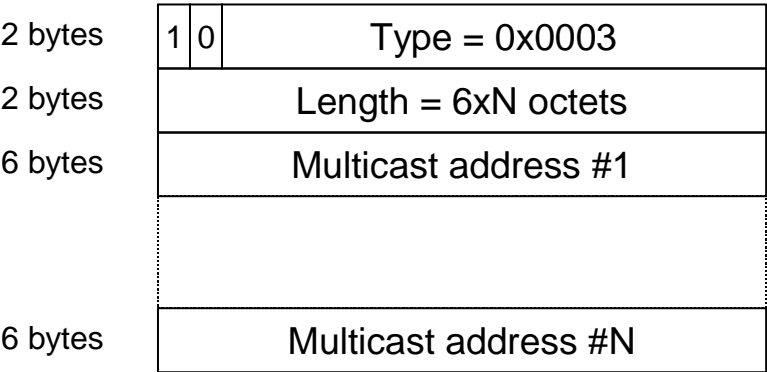 2 bytes 1 0 Type = 0x0003
2 bytes Length = 6xN octets
6 bytes Multicast address #1
6 bytes Multicast address #N